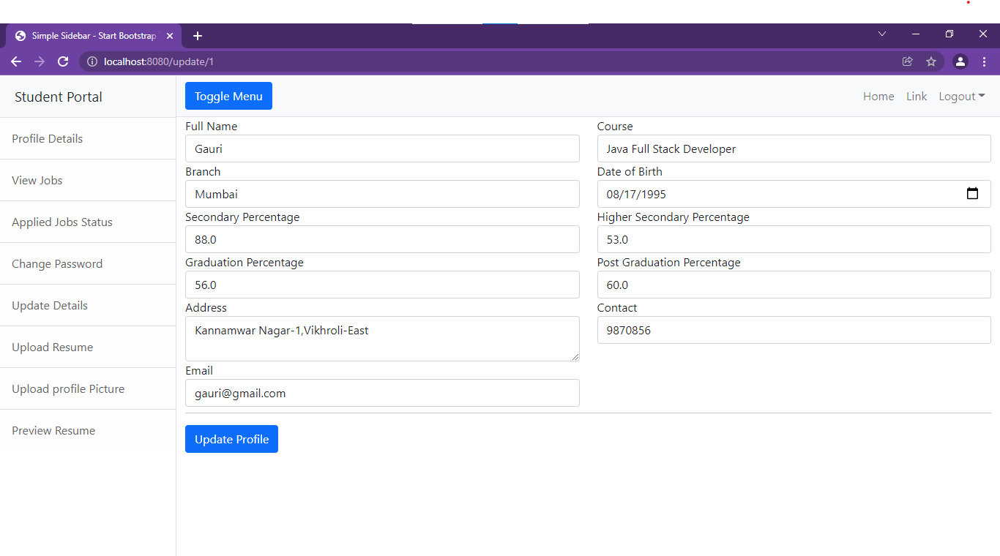 Simple Sidebar - Start Bootstrap
localhost:8080/update/1
Student Portal
Toggle Menu
Home Link Logout
Profile Details
View Jobs
Applied Jobs Status
Change Password
Update Details
Upload Resume
Upload profile Picture
Preview Resume
Full Name
Gauri
Course
Java Full Stack Developer
Branch
Mumbai
Date of Birth
08/17/1995
Secondary Percentage
88.0
Higher Secondary Percentage
53.0
Graduation Percentage
56.0
Post Graduation Percentage
60.0
Address
Kannamwar Nagar-1,Vikhroli-East
Contact
9870856
Email
gauri@gmail.com
Update Profile